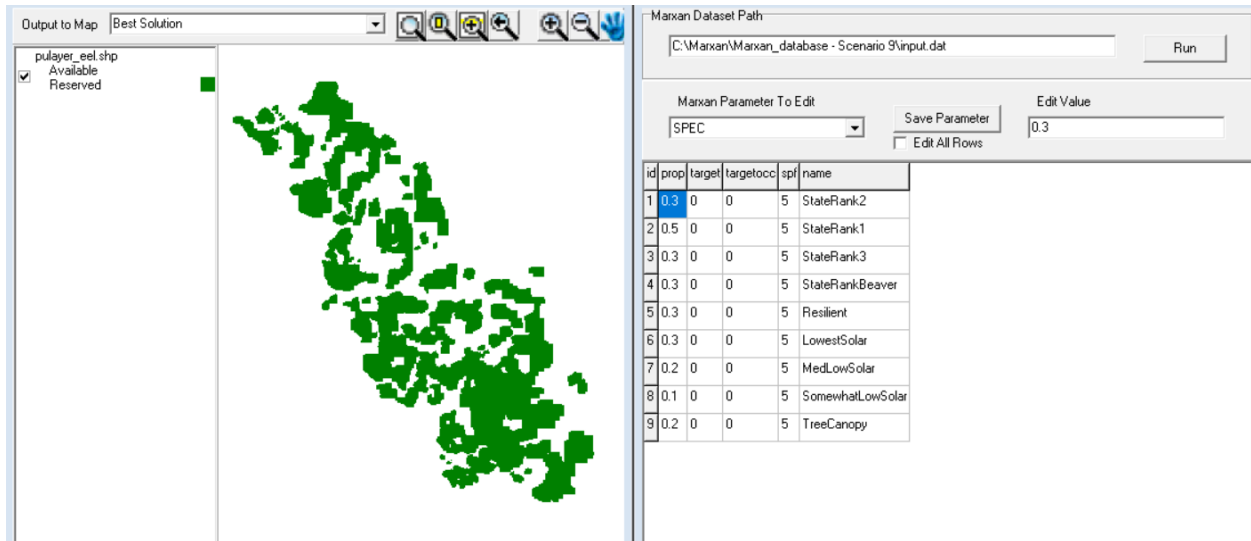 Output to Map Best Solution
pulayer_eel.shp
Available
Reserved
Marxan Dataset Path
C:\Marxan\Marxan_database - Scenario 9\input.dat Run
Marxan Parameter To Edit Edit Value
SPEC Save Parameter 0.3
Edit All Rows
id prop target targetocc spf name
1 0.3 0 0 5 StateRank2
2 0.5 0 0 5 StateRank1
3 0.3 0 0 5 StateRank3
4 0.3 0 0 5 StateRankBeaver
5 0.3 0 0 5 Resilient
6 0.3 0 0 5 LowestSolar
7 0.2 0 0 5 MedLowSolar
8 0.1 0 0 5 SomewhatLowSolar
9 0.2 0 0 5 TreeCanopy